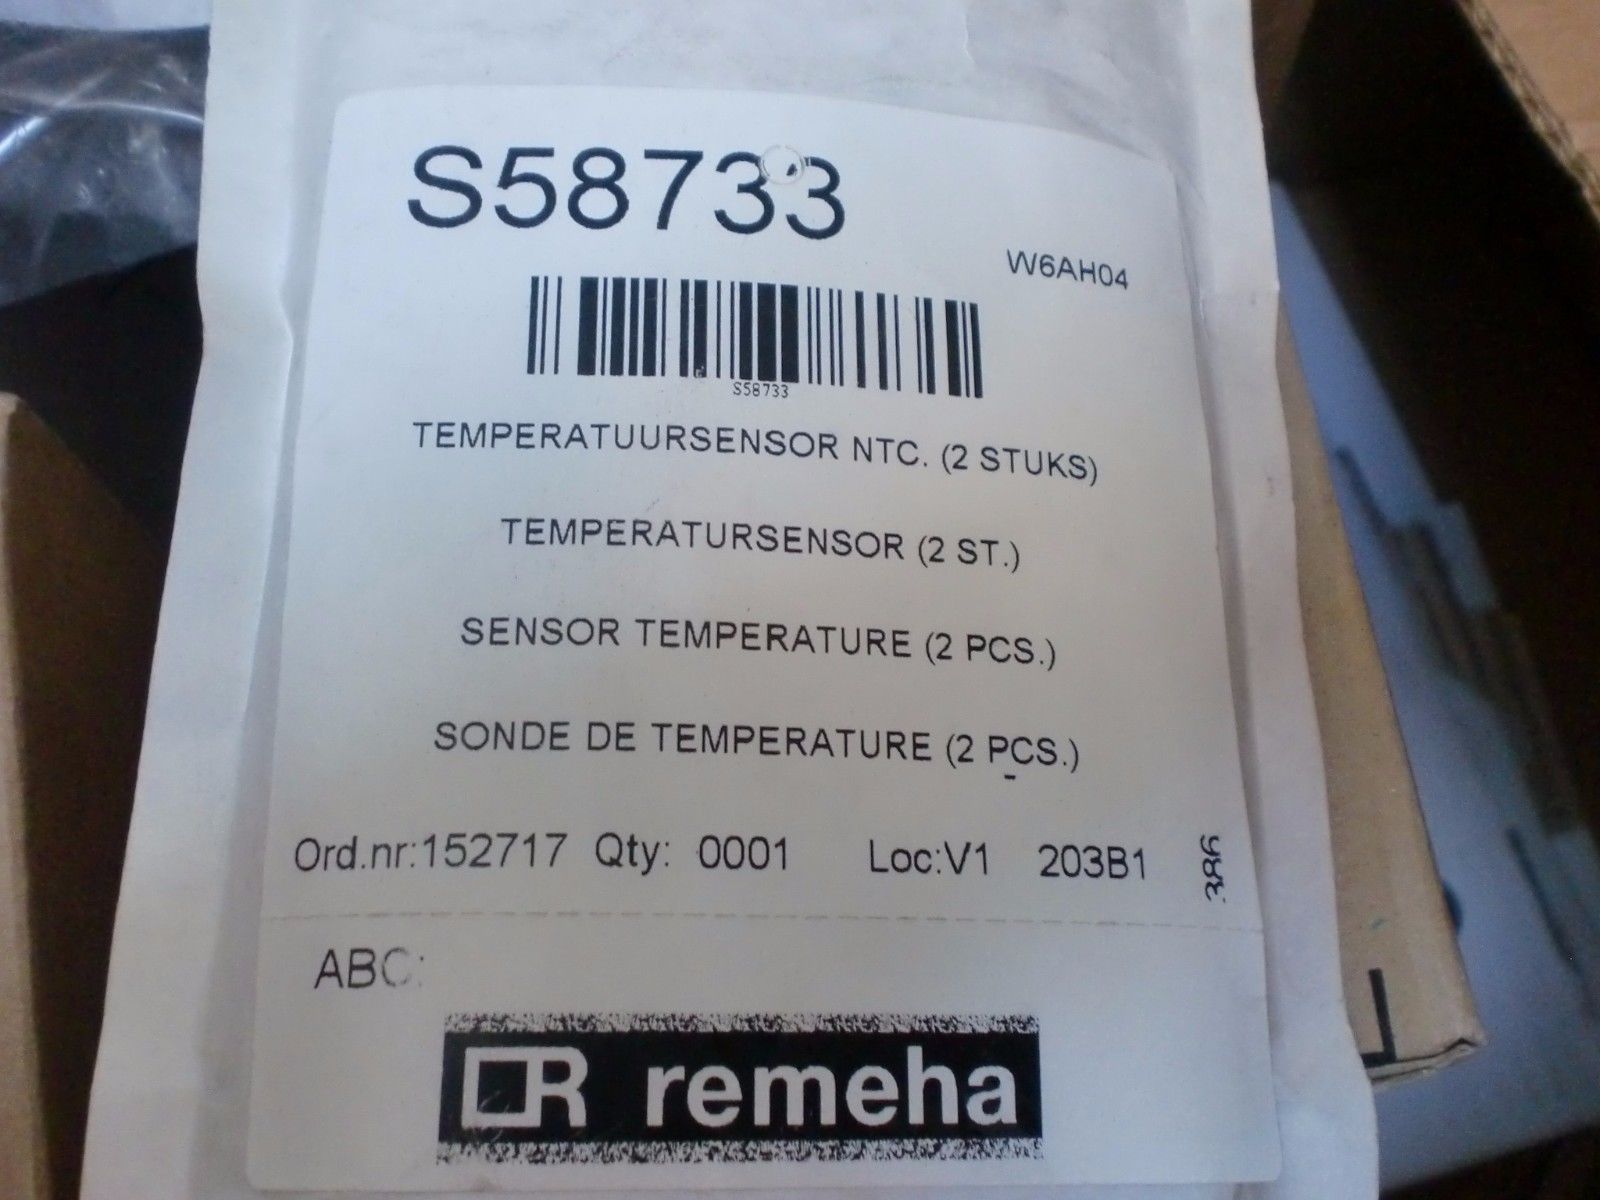 S58733
W6AH04
S58733
TEMPERATUURSENSOR NTC. (2 STUKS)
TEMPERATURSENSOR (2 ST.)
SENSOR TEMPERATURE (2 PCS.)
SONDE DE TEMPERATURE (2 PCS.)
Ord.nr:152717 Qty: 0001 Loc:V1 203B1
386
ABC:
R remeha